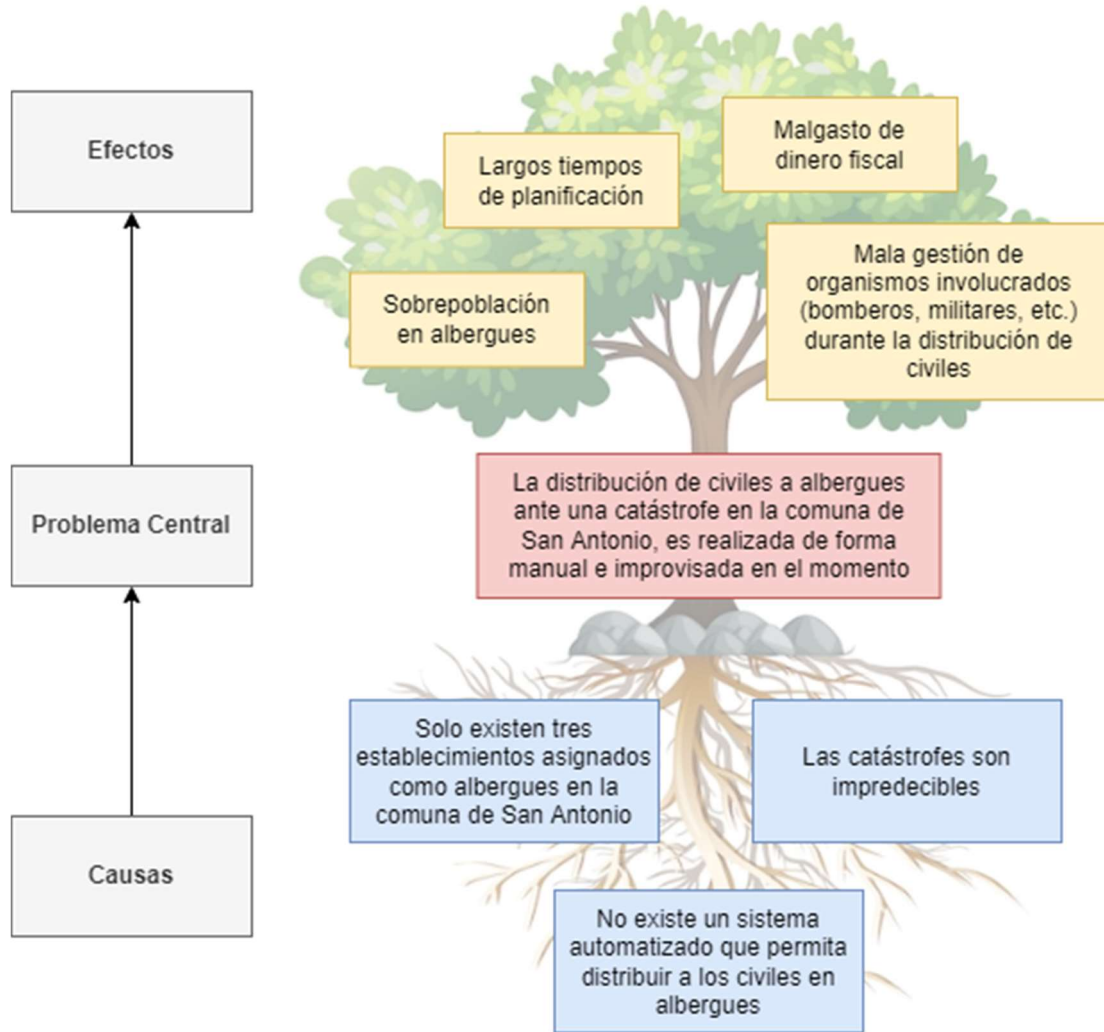 Efectos
Malgasto de
dinero fiscal
Largos tiempos
de planificación
Mala gestión de
organismos involucrados
(bomberos, militares, etc.)
durante la distribución de
civiles
Sobrepoblación
en albergues
Problema Central
La distribución de civiles a albergues
ante una catástrofe en la comuna de
San Antonio, es realizada de forma
manual e improvisada en el momento
Causas
Solo existen tres
establecimientos asignados
como albergues en la
comuna de San Antonio
Las catástrofes son
impredecibles
No existe un sistema
automatizado que permita
distribuir a los civiles en
albergues